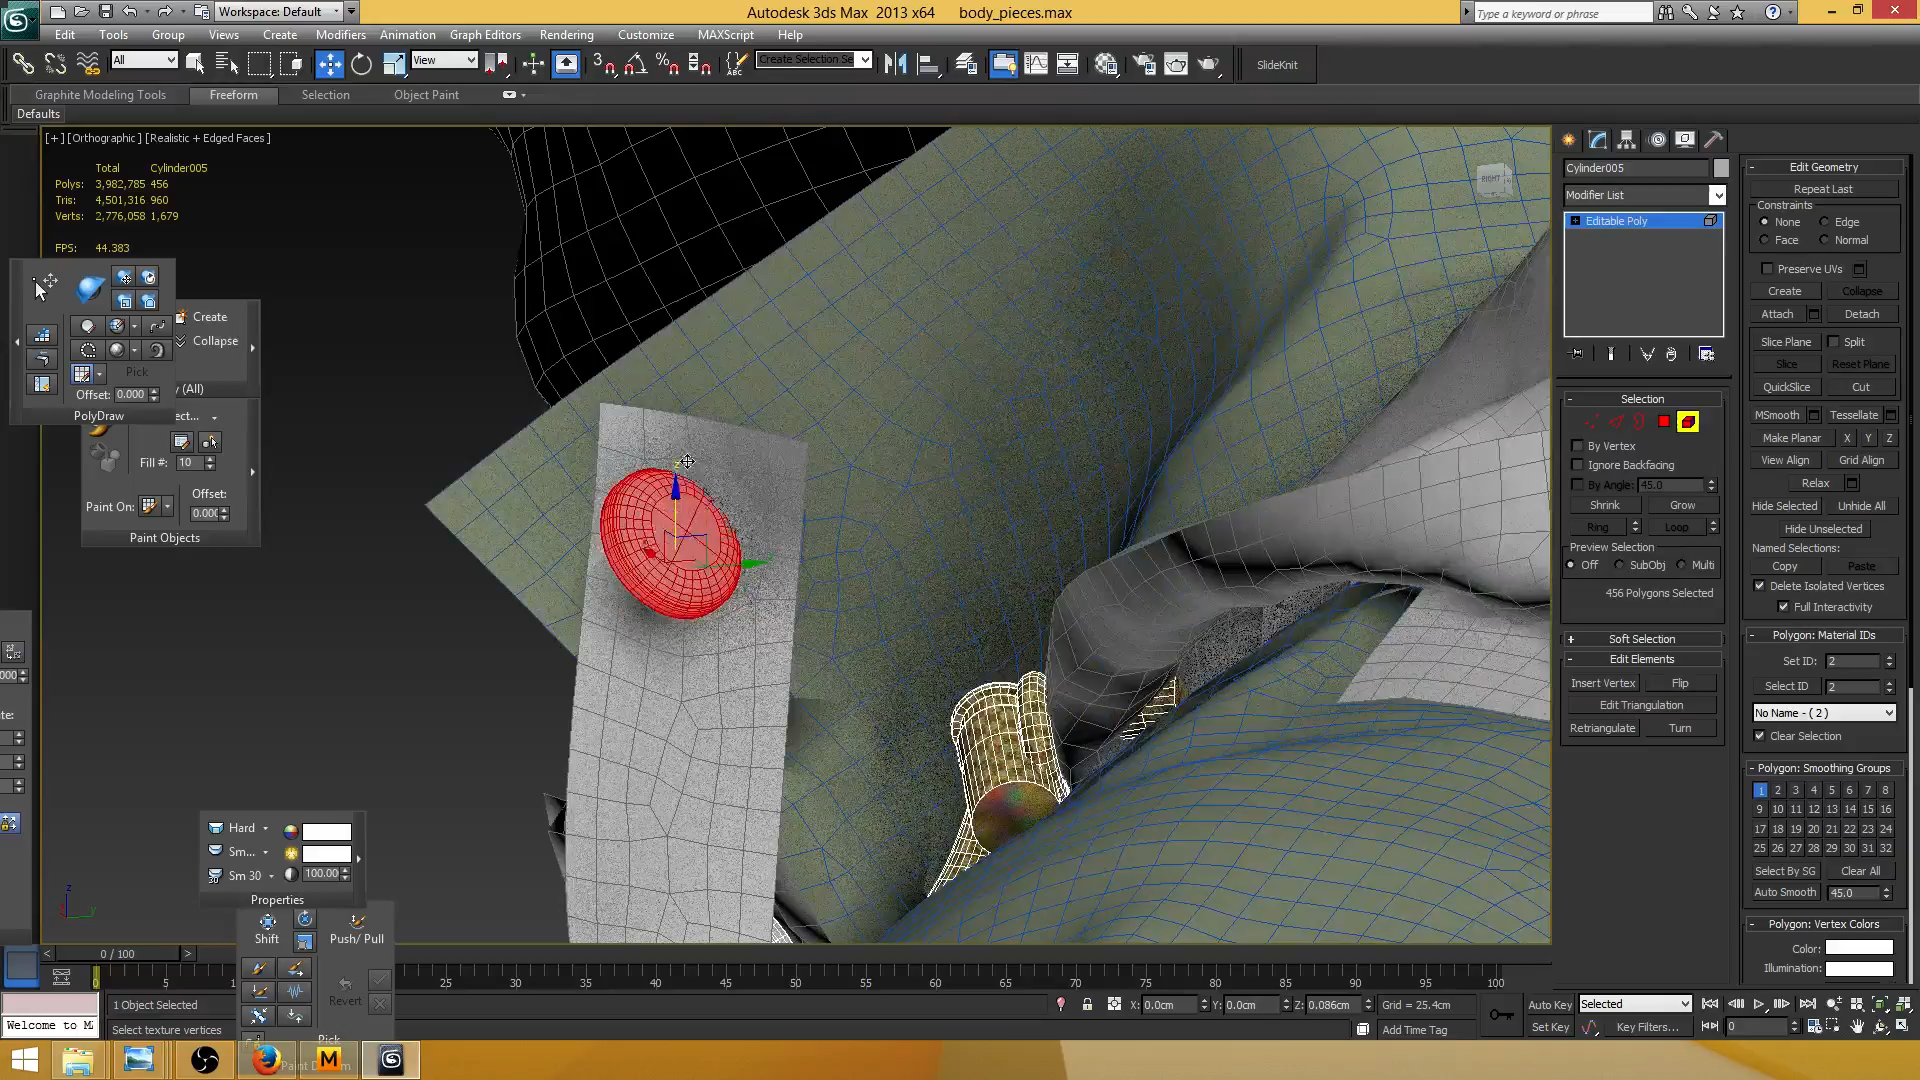 Workspace: Default
Autodesk 3ds Max 2013 x64 body_pieces.max
Type a keyword or phrase
Edit Tools Group Views Create Modifiers Animation Graph Editors Rendering Customize MAXScript Help
All View Create Selection Se SlideKnit
Graphite Modeling Tools Freeform Selection Object Paint
Defaults
[+] [Orthographic] [Realistic + Edged Faces]
Total Cylinder005
Polys: 3,982,785 456
Tris: 4,501,316 960
Verts: 2,776,058 1,679
FPS: 44.383
Create
Collapse
Pick
(All)
Offset: 0.000
PolyDraw
Fill #: 10
Offset:
Paint On: 0.000
Paint Objects
Hard
Sm...
Sm 30 100.00
Properties
Shift Push/ Pull
Revert
Pick
RIGHT
z
Cylinder005
Modifier List
Editable Poly
Selection
By Vertex
Ignore Backfacing
By Angle: 45.0
Shrink Grow
Ring Loop
Preview Selection
Off SubObj Multi
456 Polygons Selected
Soft Selection
Edit Elements
Insert Vertex Flip
Edit Triangulation
Retriangulate Turn
Edit Geometry
Repeat Last
Constraints
None Edge
Face Normal
Preserve UVs
Create Collapse
Attach Detach
Slice Plane Split
Slice Reset Plane
QuickSlice Cut
MSmooth Tessellate
Make Planar X Y Z
View Align Grid Align
Relax
Hide Selected Unhide All
Hide Unselected
Named Selections:
Copy Paste
Delete Isolated Vertices
Full Interactivity
Polygon: Material IDs
Set ID: 2
Select ID 2
No Name - ( 2 )
Clear Selection
Polygon: Smoothing Groups
1 2 3 4 5 6 7 8
9 10 11 12 13 14 15 16
17 18 19 20 21 22 23 24
25 26 27 28 29 30 31 32
Select By SG Clear All
Auto Smooth 45.0
Polygon: Vertex Colors
Color:
Illumination:
0 / 100
0 5 25 30 35 40 45 50 55 60 65 70 75 80 85 90 95 100
1 Object Selected X: 0.0cm Y: 0.0cm Z: 0.086cm Grid = 25.4cm Auto Key Selected
Welcome to M Select texture vertices Add Time Tag Set Key Key Filters... 0